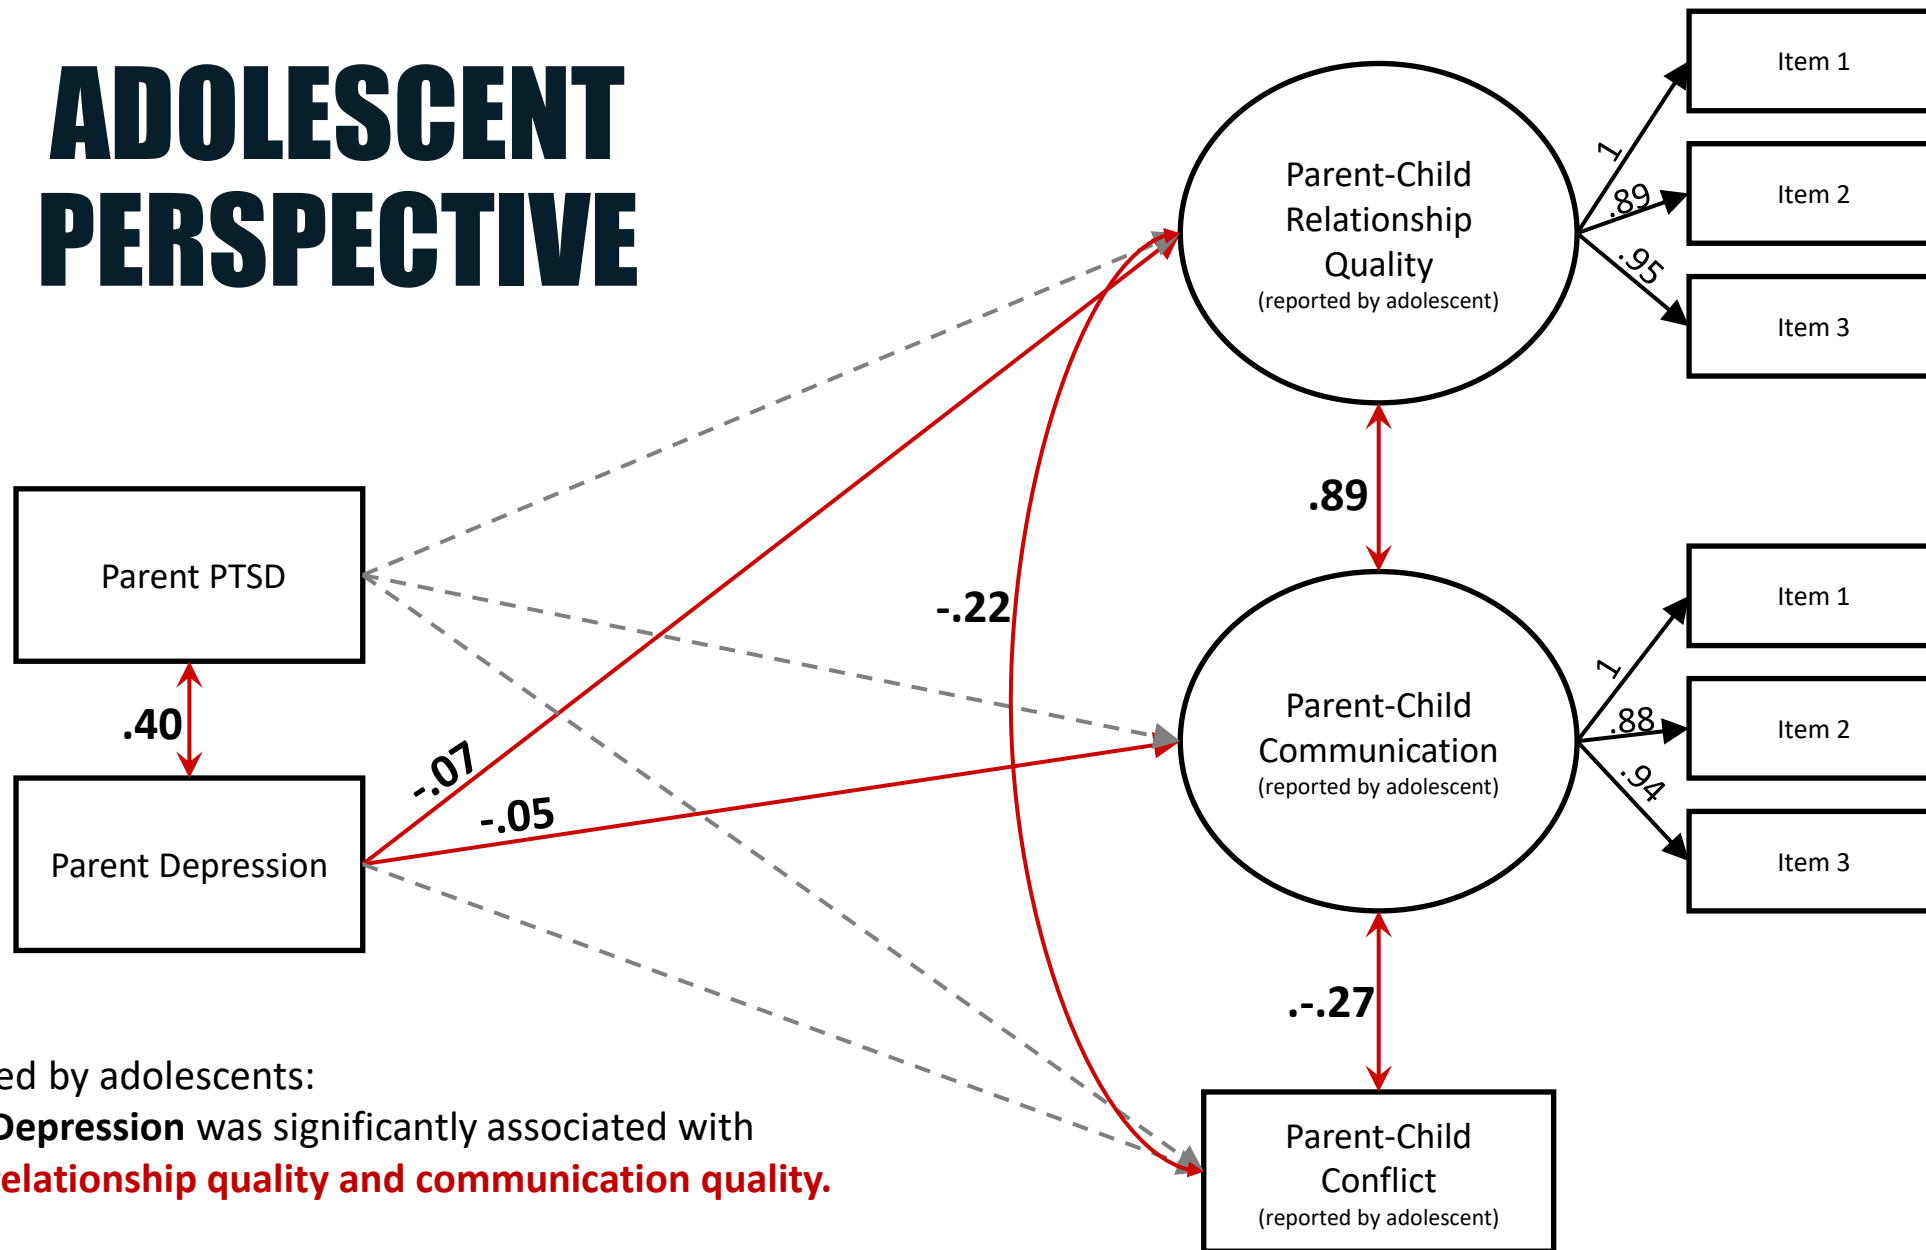 ADOLESCENT
PERSPECTIVE
Parent-Child
Relationship
Quality
(reported by adolescent)
1
.89
.95
Item 1
Item 2
Item 3
.89
Parent PTSD
.40
Parent Depression
-.07
-.05
-.22
Parent-Child
Communication
(reported by adolescent)
1
.88
.94
Item 1
Item 2
Item 3
.-.27
Parent-Child
Conflict
(reported by adolescent)
ed by adolescents:
Depression was significantly associated with
relationship quality and communication quality.